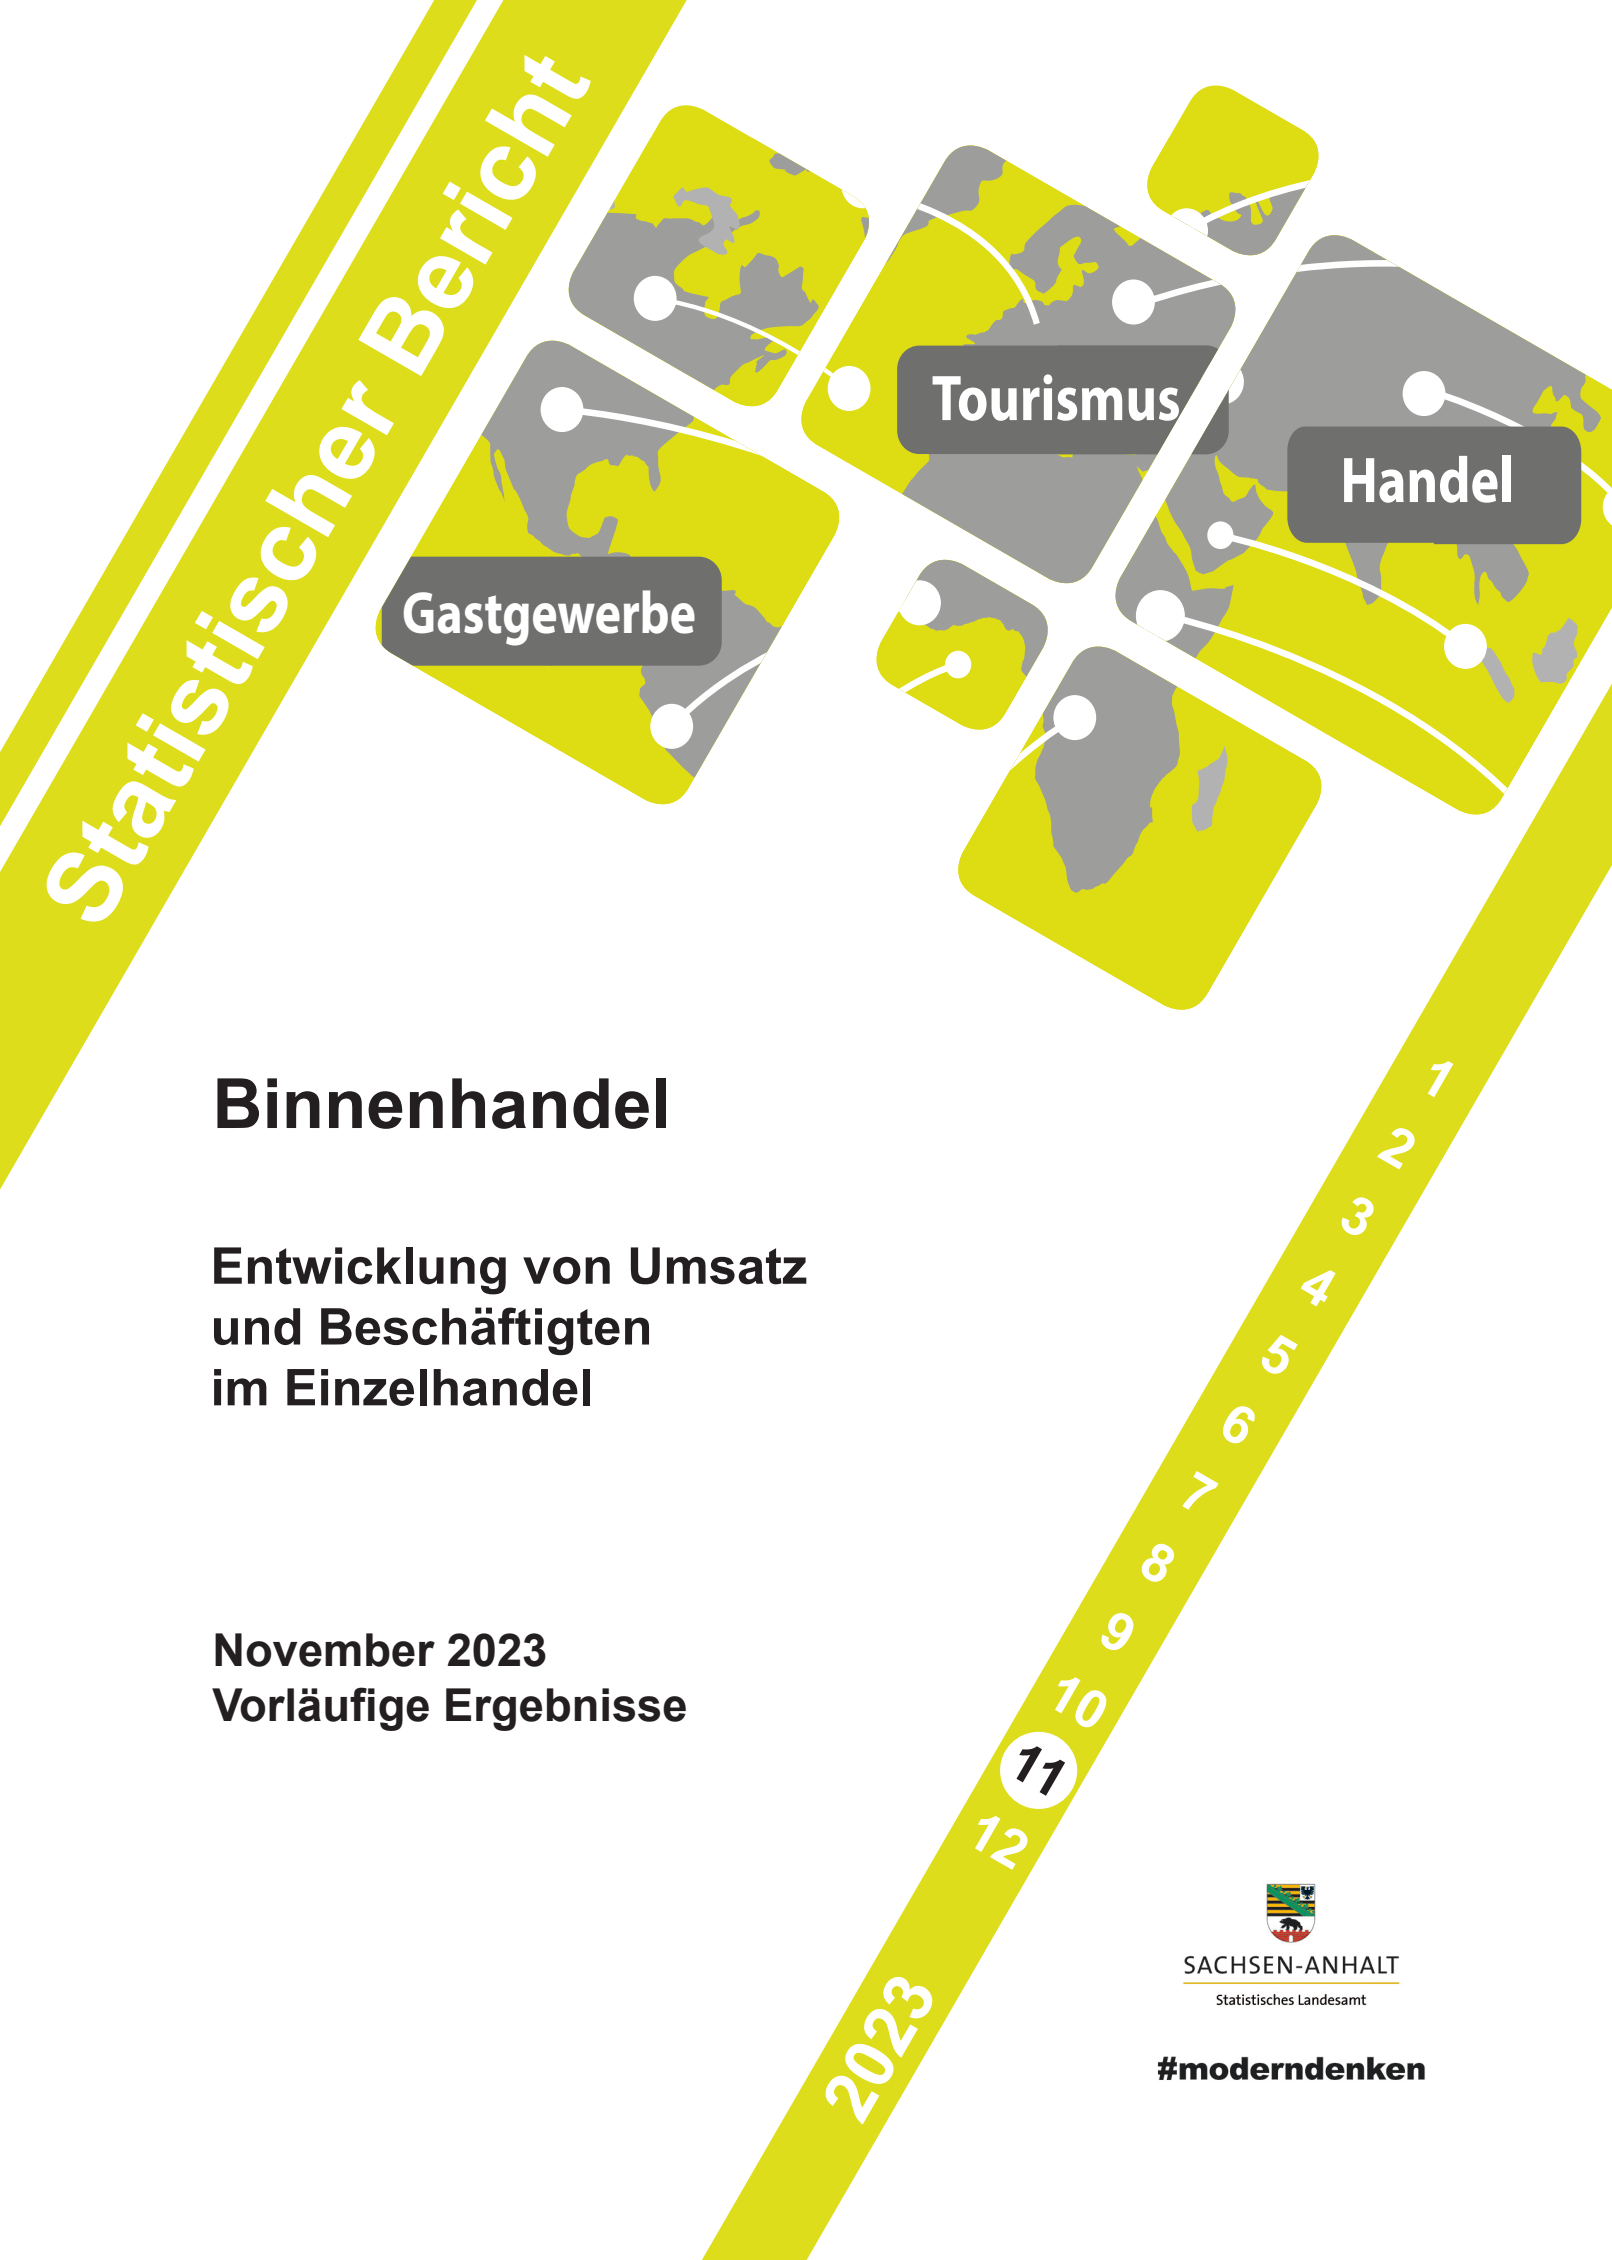 Statistischer Bericht
Tourismus
Handel
Gastgewerbe
Binnenhandel
Entwicklung von Umsatz
und Beschäftigten
im Einzelhandel
November 2023
Vorläufige Ergebnisse
1
2
3
4
5
6
7
8
9
10
11
12
2023
SACHSEN-ANHALT
Statistisches Landesamt
#moderndenken